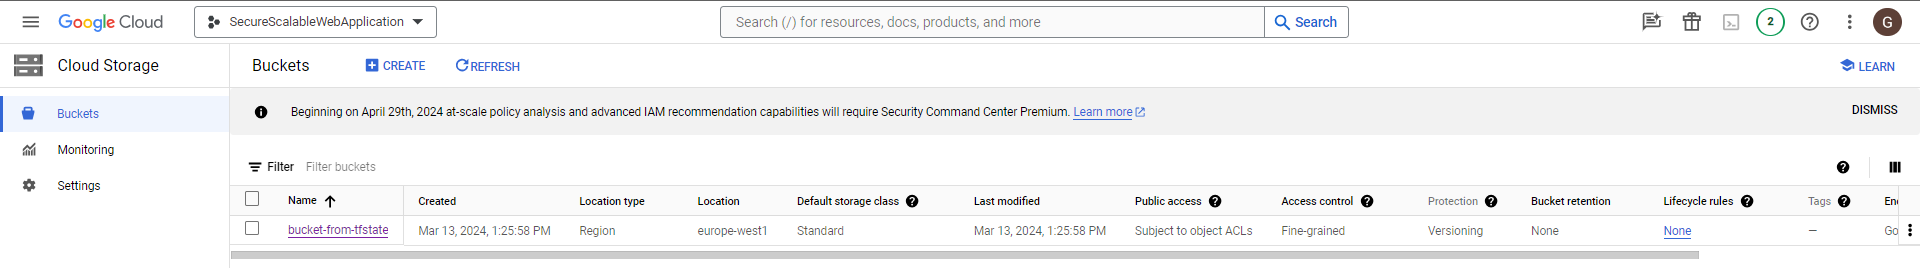 Google Cloud
SecureScalableWebApplication
Search (/) for resources, docs, products, and more
Search
2
G
Cloud Storage
Buckets
CREATE
REFRESH
LEARN
Buckets
Monitoring
Settings
Beginning on April 29th, 2024 at-scale policy analysis and advanced IAM recommendation capabilities will require Security Command Center Premium. Learn more
DISMISS
Filter Filter buckets
Name Created Location type Location Default storage class Last modified Public access Access control Protection Bucket retention Lifecycle rules Tags En
bucket-from-tfstate Mar 13, 2024, 1:25:58 PM Region europe-west1 Standard Mar 13, 2024, 1:25:58 PM Subject to object ACLs Fine-grained Versioning None None — Go